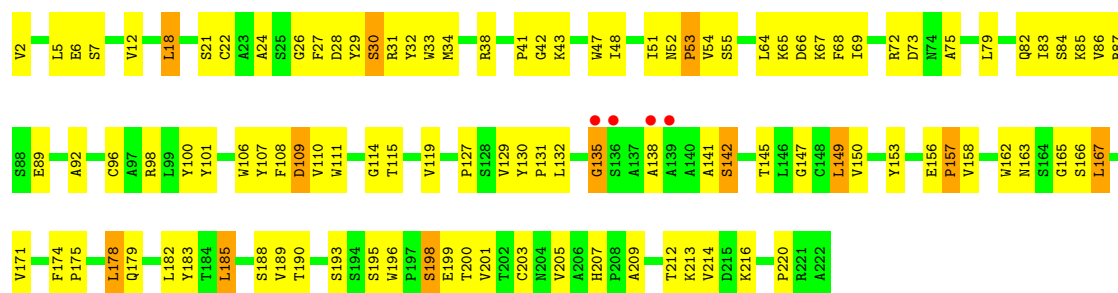 V2 L5 E6 S7 V12 L18 S21 C22 A23 A24 S25 G26 F27 D28 Y29 S30 R31 Y32 W33 M34 R38 P41 G42 K43 W47 I48 I51 N52 P53 V54 S55 L64 K65 D66 K67 F68 I69 R72 D73 N74 A75 L79 Q82 I83 S84 K85 V86 P87
S88 E89 A92 C96 A97 R98 L99 Y100 Y101 W106 Y107 F108 D109 V110 W111 G114 T115 V119 P127 S128 V129 Y130 P131 L132 G135 S136 A137 A138 A139 A140 A141 S142 T145 L146 G147 C148 L149 V150 Y153 E156 P157 V158 W162 N163 S164 G165 S166 L167
V171 F174 P175 L178 Q179 L182 Y183 T184 L185 S188 V189 T190 S193 S194 S195 W196 P197 S198 E199 T200 V201 T202 C203 N204 V205 A206 H207 P208 A209 T212 K213 V214 D215 K216 P220 R221 A222